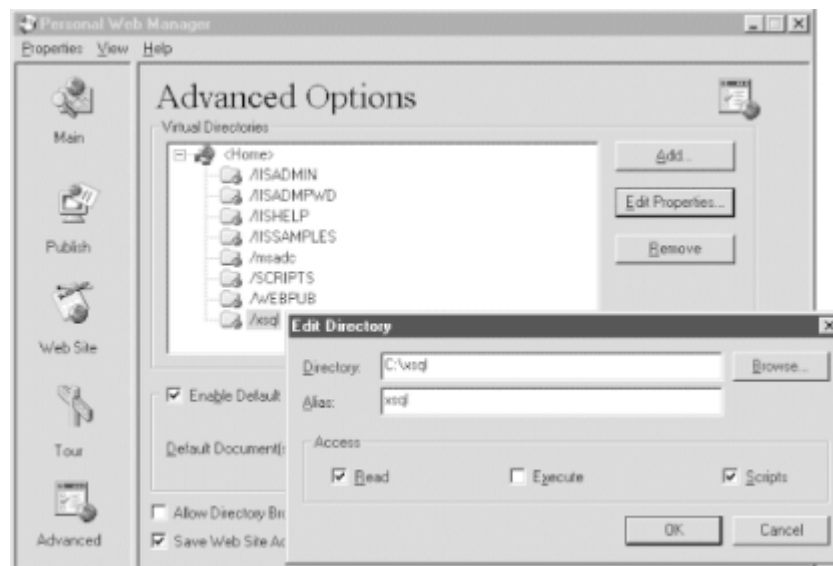 Personal Web Manager
Properties View Help
Main
Publish
Web Site
Tour
Advanced
Advanced Options
Virtual Directories
<Home>
/IISADMIN
/IISADMPWD
/IISHELP
/IISSAMPLES
/msadc
/SCRIPTS
/WEBPUB
/xsql
Add...
Edit Properties...
Remove
Enable Default
Default Document(s
Allow Directory Bro
Save Web Site Ac
Edit Directory
Directory: C:\xsql
Browse...
Alias: xsql
Access
Read Execute Scripts
OK Cancel